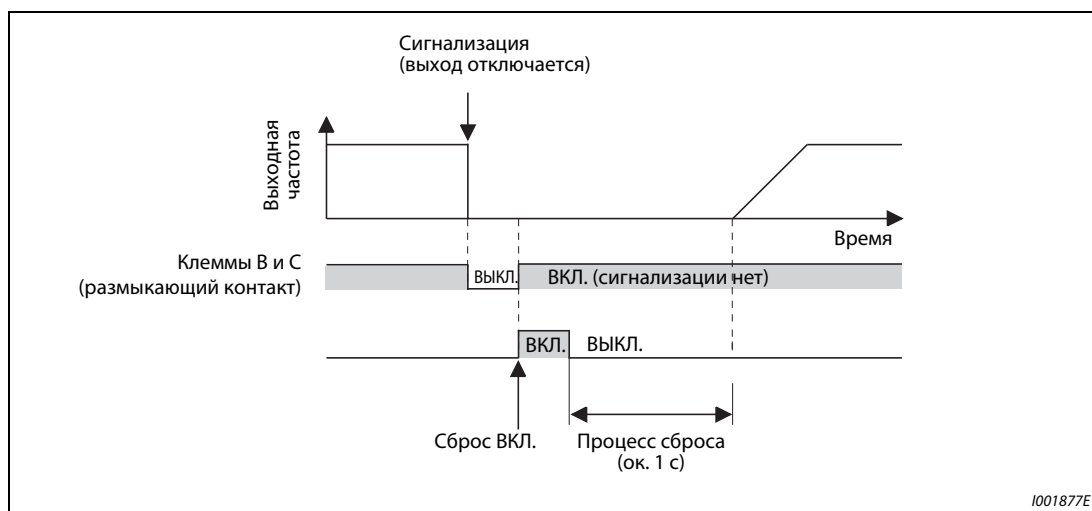 Сигнализация
(выход отключается)
Выходная
частота
Время
Клеммы B и C
(размыкающий контакт)
ВЫКЛ.
ВКЛ. (сигнализации нет)
ВКЛ.
ВЫКЛ.
Сброс ВКЛ.
Процесс сброса
(ок. 1 с)
I001877E